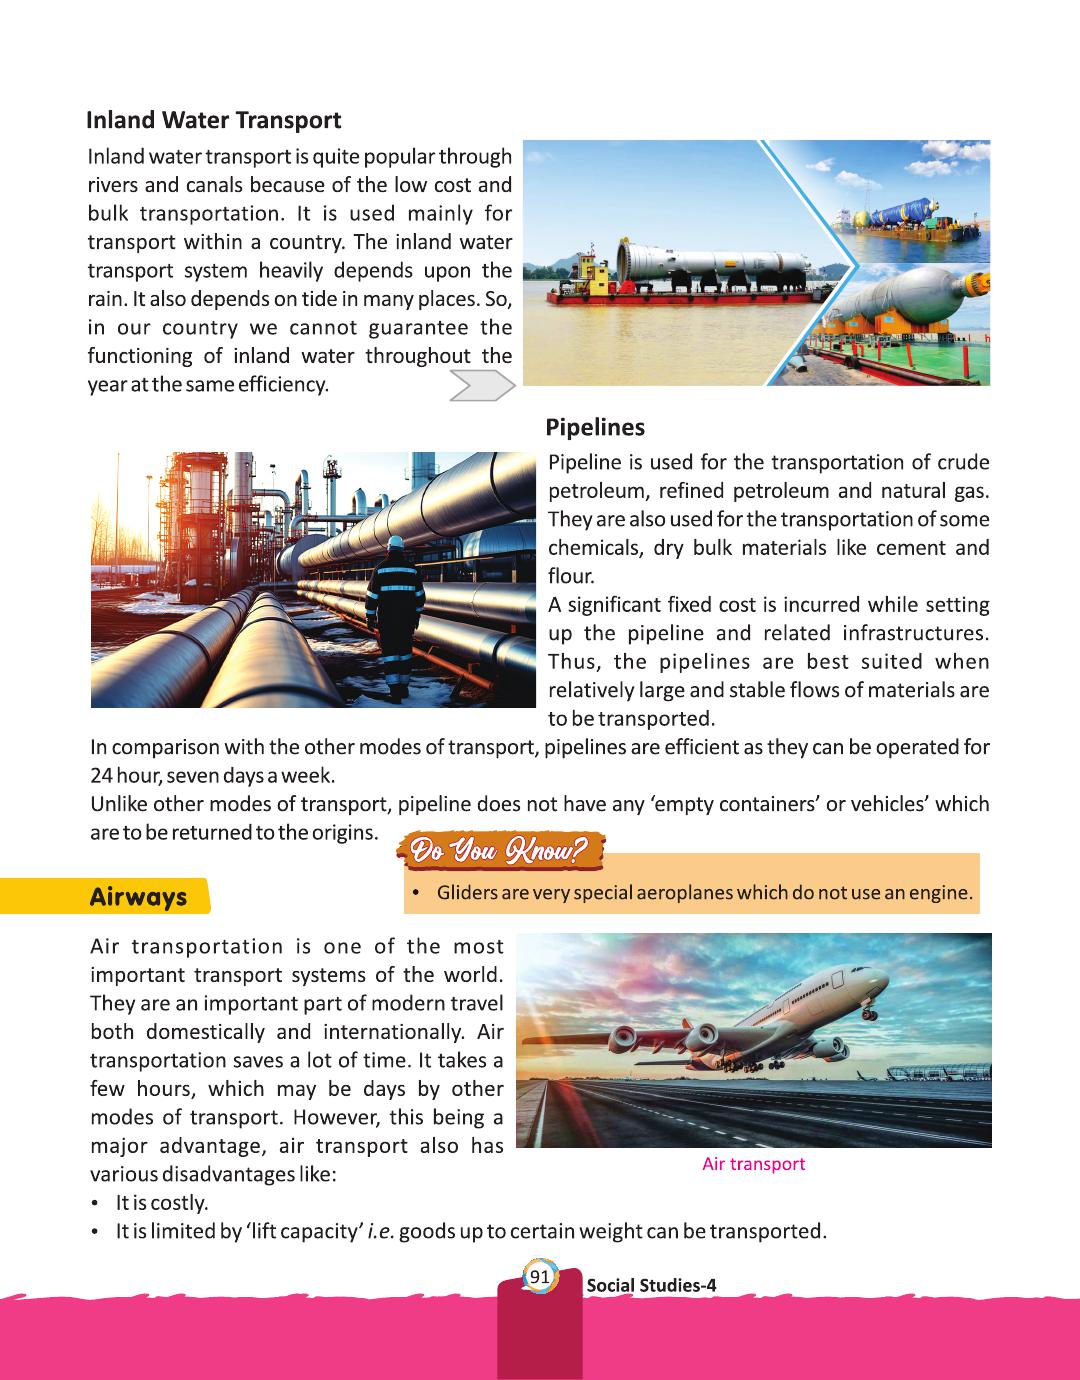 Inland Water Transport
Inland water transport is quite popular through
rivers and canals because of the low cost and
bulk transportation. It is used mainly for
transport within a country. The inland water
transport system heavily depends upon the
rain. It also depends on tide in many places. So,
in our country we cannot guarantee the
functioning of inland water throughout the
year at the same efficiency.
Pipelines
Pipeline is used for the transportation of crude
petroleum, refined petroleum and natural gas.
They are also used for the transportation of some
chemicals, dry bulk materials like cement and
flour.
A significant fixed cost is incurred while setting
up the pipeline and related infrastructures.
Thus, the pipelines are best suited when
relatively large and stable flows of materials are
to be transported.
In comparison with the other modes of transport, pipelines are efficient as they can be operated for
24 hour, seven days a week.
Unlike other modes of transport, pipeline does not have any ‘empty containers’ or vehicles’ which
are to be returned to the origins.
Do You Know?
• Gliders are very special aeroplanes which do not use an engine.
Airways
Air transportation is one of the most
important transport systems of the world.
They are an important part of modern travel
both domestically and internationally. Air
transportation saves a lot of time. It takes a
few hours, which may be days by other
modes of transport. However, this being a
major advantage, air transport also has
various disadvantages like:
Air transport
• It is costly.
• It is limited by ‘lift capacity’ i.e. goods up to certain weight can be transported.
91
Social Studies-4